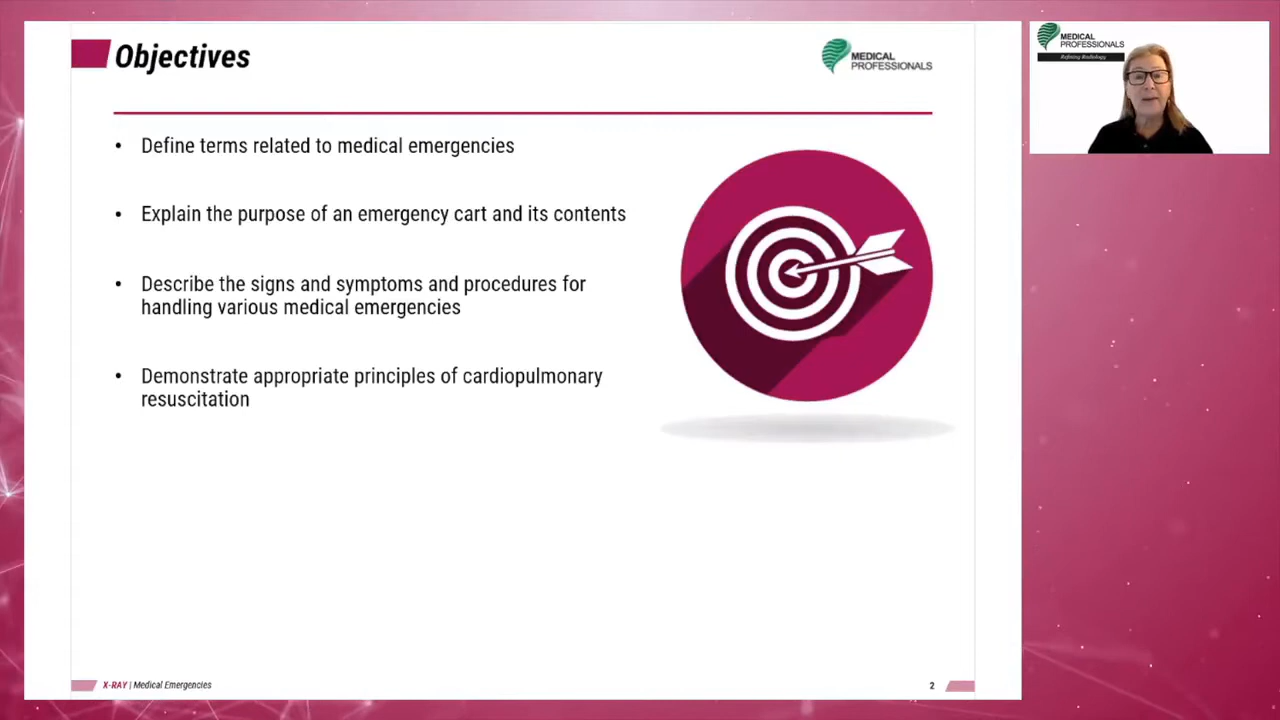 Objectives
MEDICAL
PROFESSIONALS
• Define terms related to medical emergencies
• Explain the purpose of an emergency cart and its contents
• Describe the signs and symptoms and procedures for
handling various medical emergencies
• Demonstrate appropriate principles of cardiopulmonary
resuscitation
X-RAY | Medical Emergencies
2
MEDICAL
PROFESSIONALS
Refining Radiology